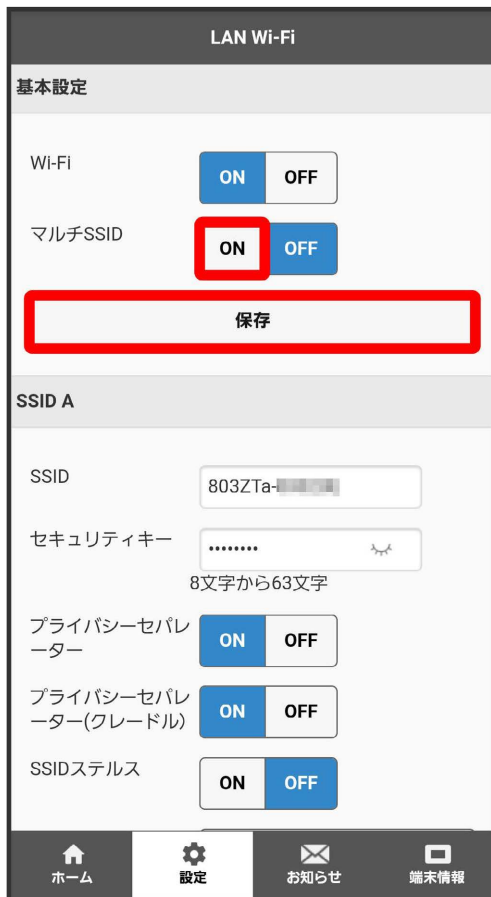 LAN Wi-Fi
基本設定
Wi-Fi
ON OFF
マルチSSID
ON OFF
保存
SSID A
SSID
803ZTa-
セキュリティキー
••••••••
8文字から63文字
プライバシーセパレ
ーター
ON OFF
プライバシーセパレ
ーター(クレードル)
ON OFF
SSIDステルス
ON OFF
ホーム
設定
お知らせ
端末情報